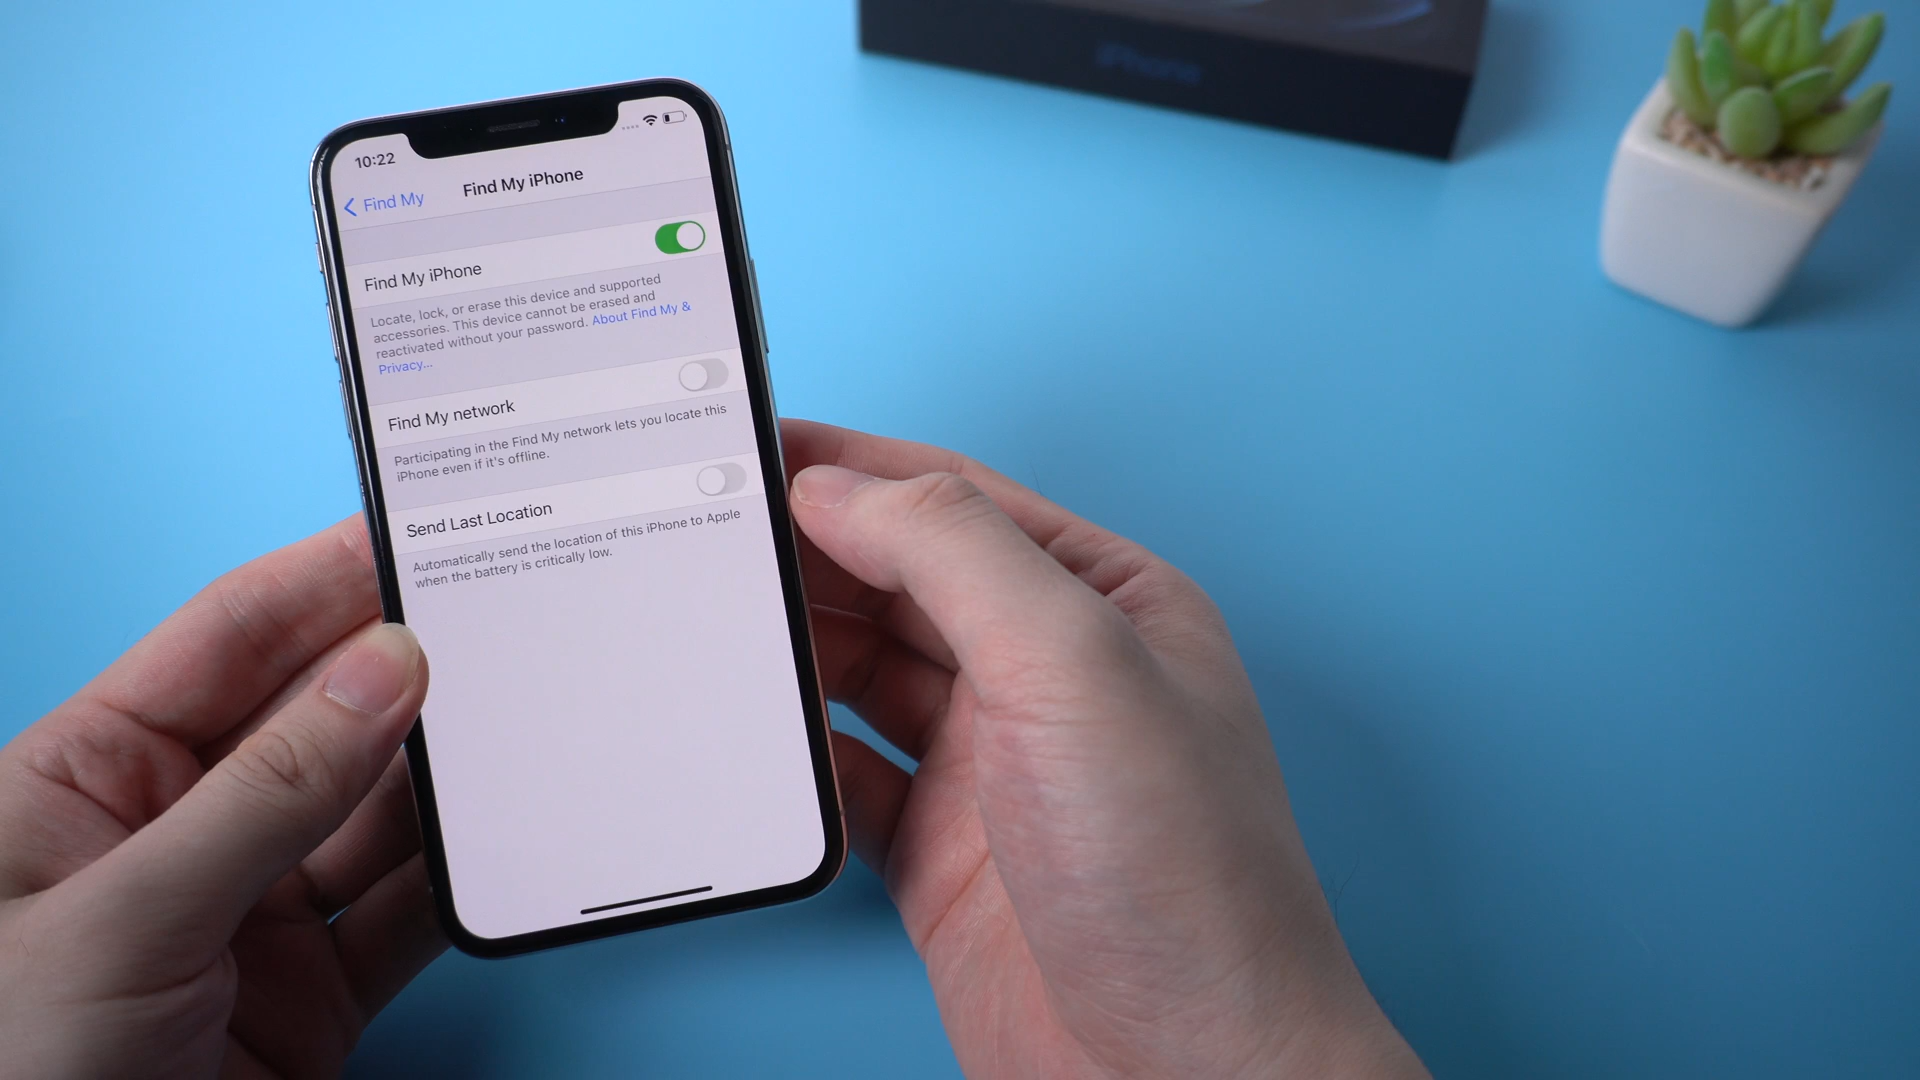 10:22
Find My
Find My iPhone
Find My iPhone
Locate, lock, or erase this device and supported
accessories. This device cannot be erased and
reactivated without your password. About Find My &
Privacy...
Find My network
Participating in the Find My network lets you locate this
iPhone even if it's offline.
Send Last Location
Automatically send the location of this iPhone to Apple
when the battery is critically low.
iPhone